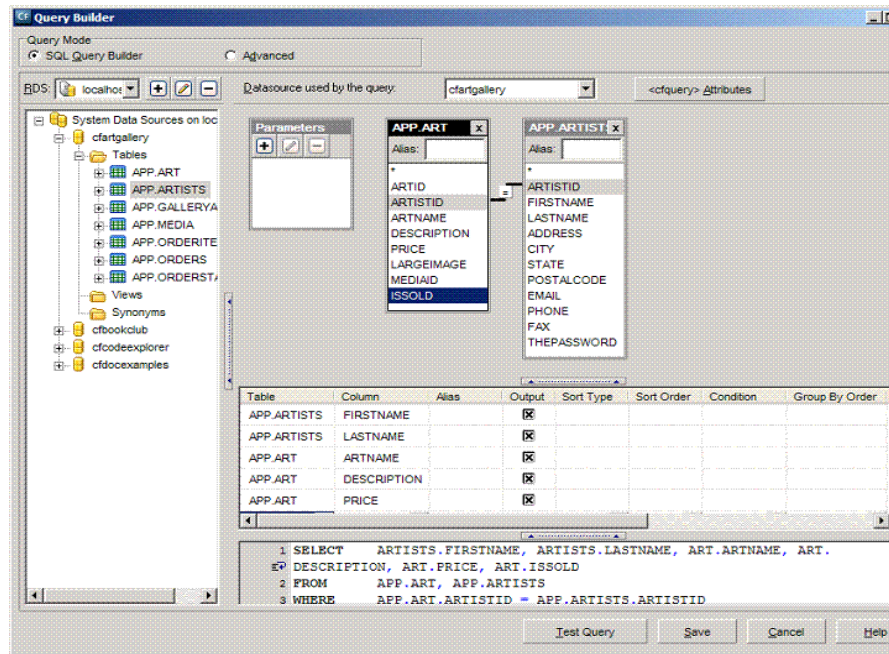 CF Query Builder
Query Mode
SQL Query Builder
Advanced
RDS: localhos
Datasource used by the query: cfartgallery
<cfquery> Attributes
System Data Sources on loc
cfartgallery
Tables
APP.ART
APP.ARTISTS
APP.GALLERYA
APP.MEDIA
APP.ORDERITE
APP.ORDERS
APP.ORDERSTA
Views
Synonyms
cfbookclub
cfcodeexplorer
cfdocexamples
Parameters
APP.ART x
Alias:
*
ARTID
ARTISTID
ARTNAME
DESCRIPTION
PRICE
LARGEIMAGE
MEDIAID
ISSOLD
=
APP.ARTISTS x
Alias:
*
ARTISTID
FIRSTNAME
LASTNAME
ADDRESS
CITY
STATE
POSTALCODE
EMAIL
PHONE
FAX
THEPASSWORD
Table Column Alias Output Sort Type Sort Order Condition Group By Order
APP.ARTISTS FIRSTNAME
APP.ARTISTS LASTNAME
APP.ART ARTNAME
APP.ART DESCRIPTION
APP.ART PRICE
1 SELECT ARTISTS.FIRSTNAME, ARTISTS.LASTNAME, ART.ARTNAME, ART.
DESCRIPTION, ART.PRICE, ART.ISSOLD
2 FROM APP.ART, APP.ARTISTS
3 WHERE APP.ART.ARTISTID = APP.ARTISTS.ARTISTID
Test Query
Save
Cancel
Help